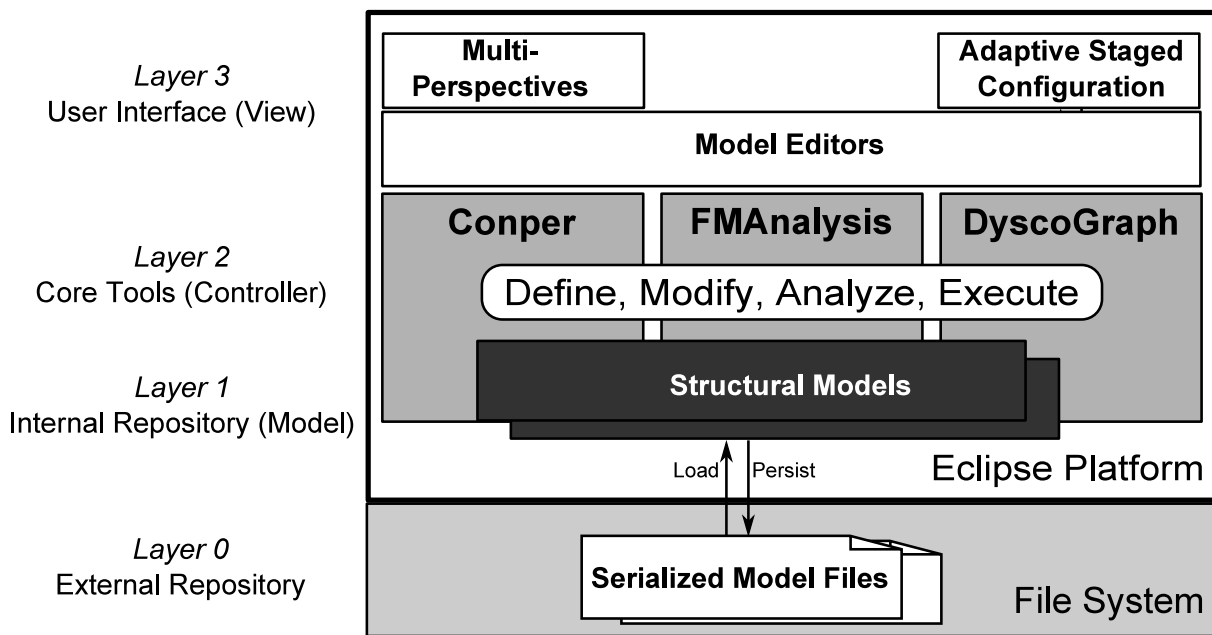 Layer 3
User Interface (View)
Multi-
Perspectives
Adaptive Staged
Configuration
Model Editors
Layer 2
Core Tools (Controller)
Conper
FMAnalysis
DyscoGraph
Define, Modify, Analyze, Execute
Layer 1
Internal Repository (Model)
Structural Models
Load
Persist
Eclipse Platform
Layer 0
External Repository
Serialized Model Files
File System